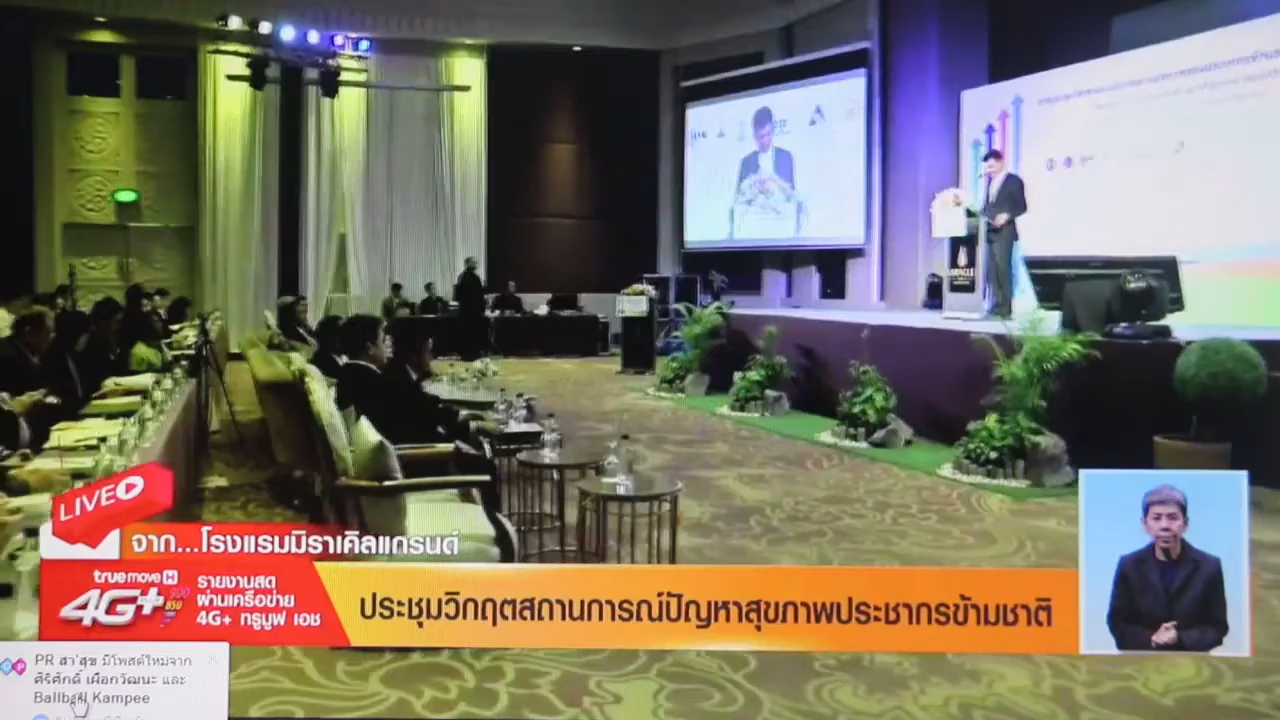 MIRACLE
LIVE
จาก...โรงแรมมิราเคิลแกรนด์
truemove H
4G+
900
850
รายงานสด
ผ่านเครือข่าย
4G+ ทรูมูฟ เอช
ประชุมวิกฤตสถานการณ์ปัญหาสุขภาพประชากรข้ามชาติ
PR สา'สุข มีโพสต์ใหม่จาก
ศิริศักดิ์ เผือกวัฒนะ และ
Ballball Kampee